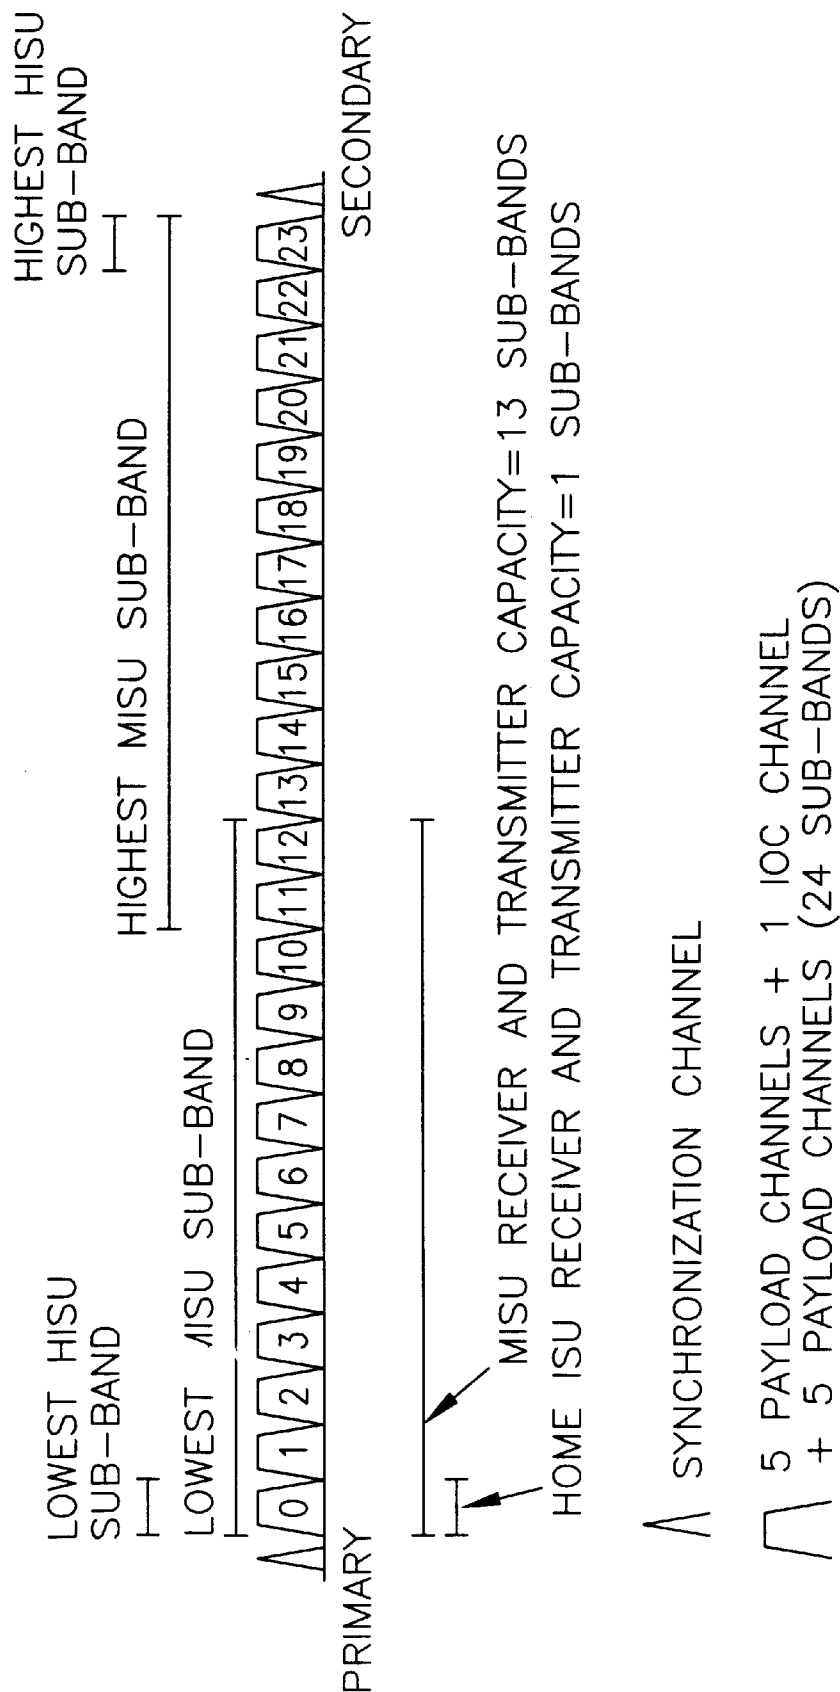 HIGHEST HISU
SUB-BAND
HIGHEST MISU SUB-BAND
LOWEST HISU
SUB-BAND
LOWEST MISU SUB-BAND
0 1 2 3 4 5 6 7 8 9 10 11 12 13 14 15 16 17 18 19 20 21 22 23
PRIMARY
SECONDARY
MISU RECEIVER AND TRANSMITTER CAPACITY=13 SUB-BANDS
HOME ISU RECEIVER AND TRANSMITTER CAPACITY=1 SUB-BANDS
SYNCHRONIZATION CHANNEL
5 PAYLOAD CHANNELS + 1 IOC CHANNEL
+ 5 PAYLOAD CHANNELS (24 SUB-BANDS)